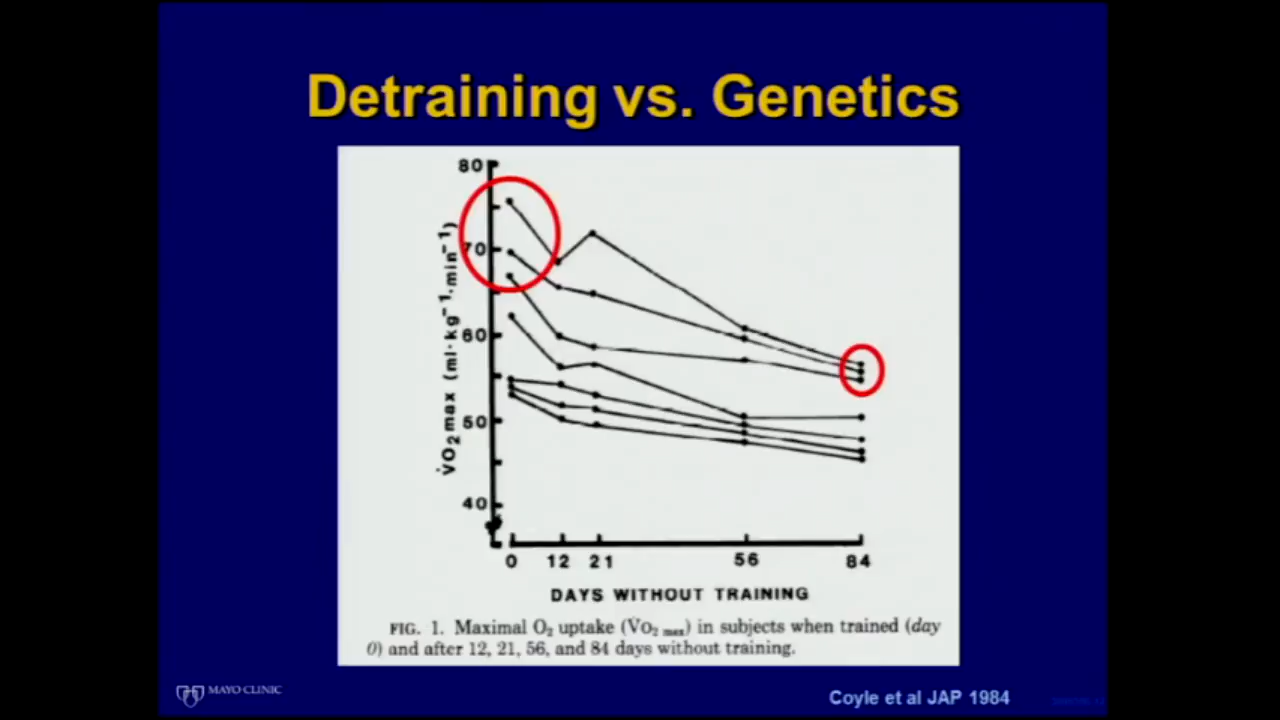 Detraining vs. Genetics
80
70
60
50
40
V̇O2max (ml·kg⁻¹·min⁻¹)
0 12 21 56 84
DAYS WITHOUT TRAINING
FIG. 1. Maximal O2 uptake (V̇O2 max) in subjects when trained (day
0) and after 12, 21, 56, and 84 days without training.
MAYO CLINIC
Coyle et al JAP 1984